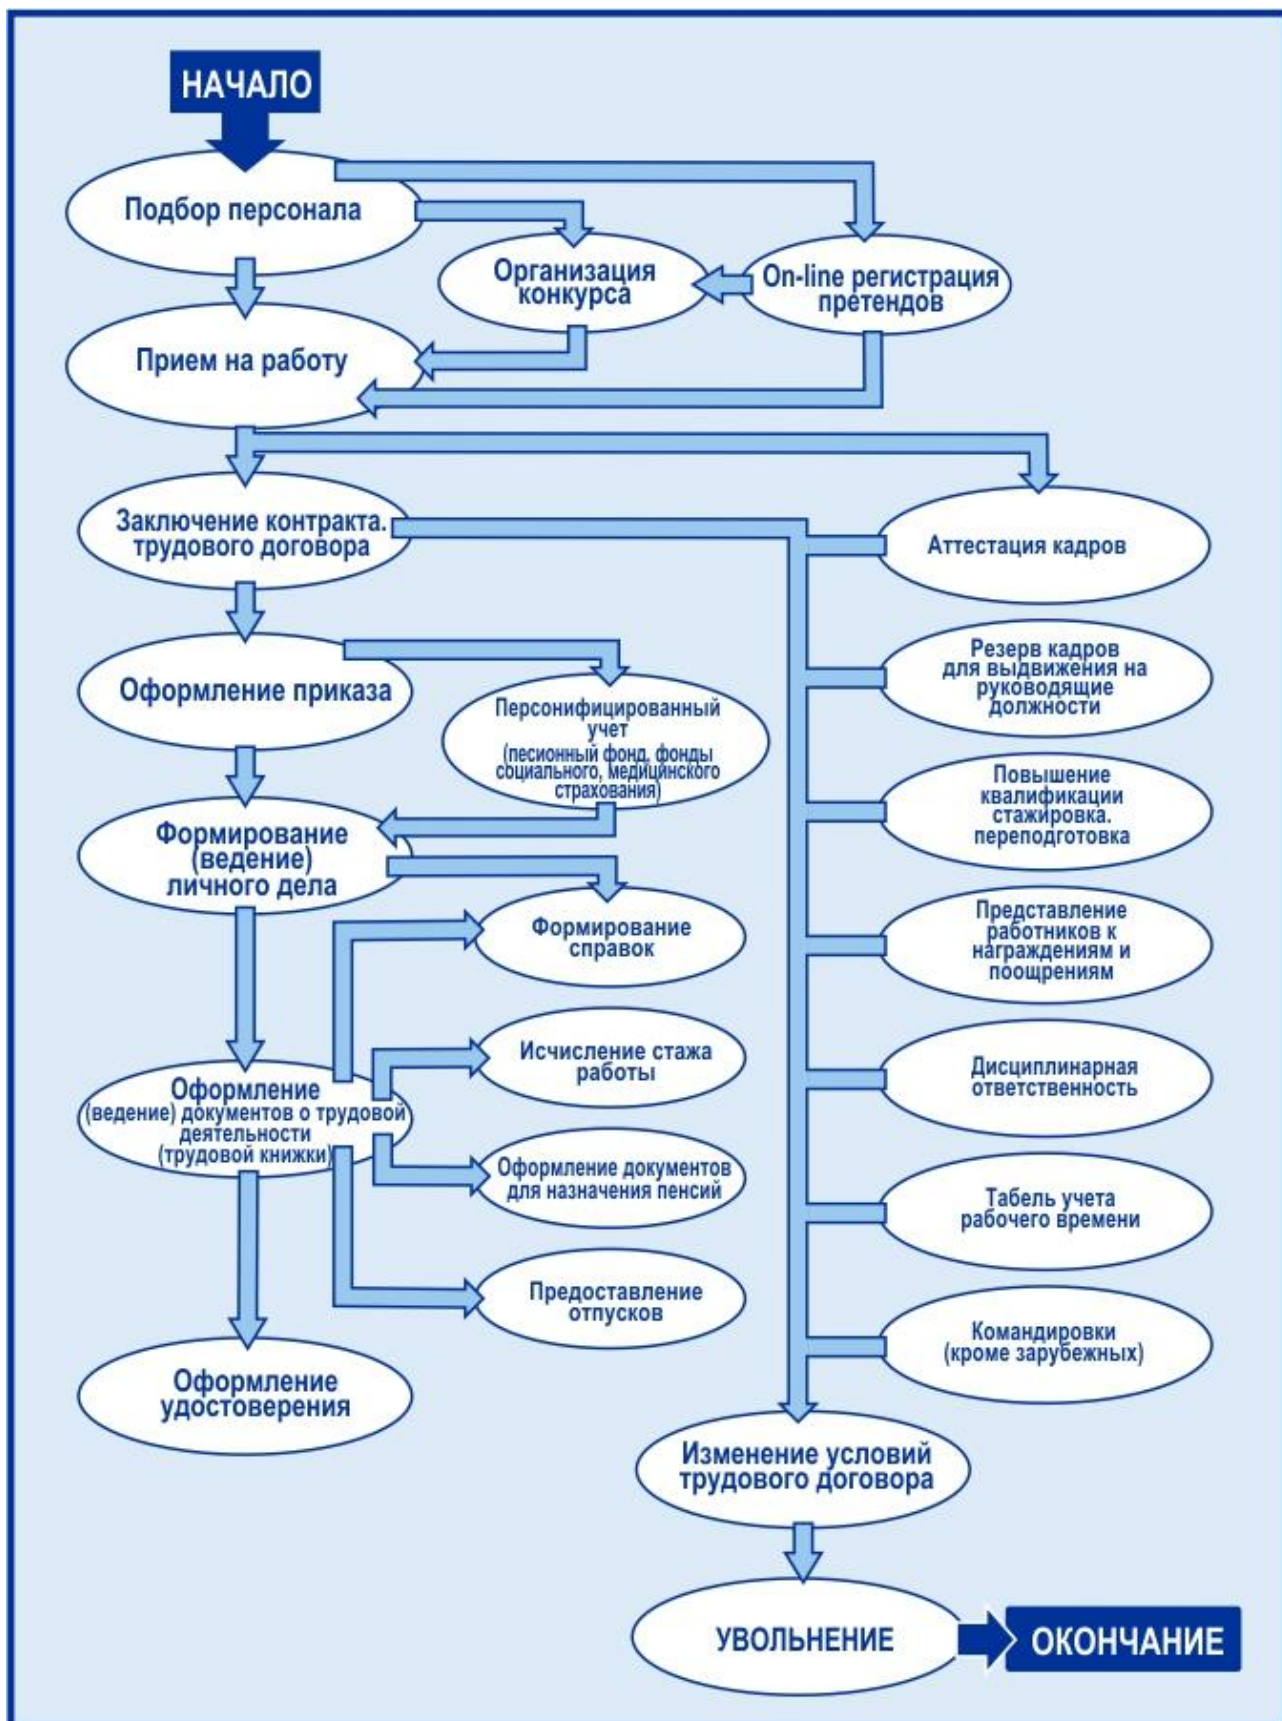 НАЧАЛО
Подбор персонала
Организация
конкурса
On-line регистрация
претендов
Прием на работу
Заключение контракта.
трудового договора
Аттестация кадров
Оформление приказа
Персонифицированный
учет
(песионный фонд, фонды
социального, медицинского
страхования)
Резерв кадров
для выдвижения на
руководящие
должности
Повышение
квалификации
стажировка.
переподготовка
Формирование
(ведение)
личного дела
Формирование
справок
Представление
работников к
награждениям и
поощрениям
Исчисление стажа
работы
Дисциплинарная
ответственность
Оформление
(ведение) документов о трудовой
деятельности
(трудовой книжки)
Оформление документов
для назначения пенсий
Табель учета
рабочего времени
Предоставление
отпусков
Командировки
(кроме зарубежных)
Оформление
удостоверения
Изменение условий
трудового договора
УВОЛЬНЕНИЕ
ОКОНЧАНИЕ